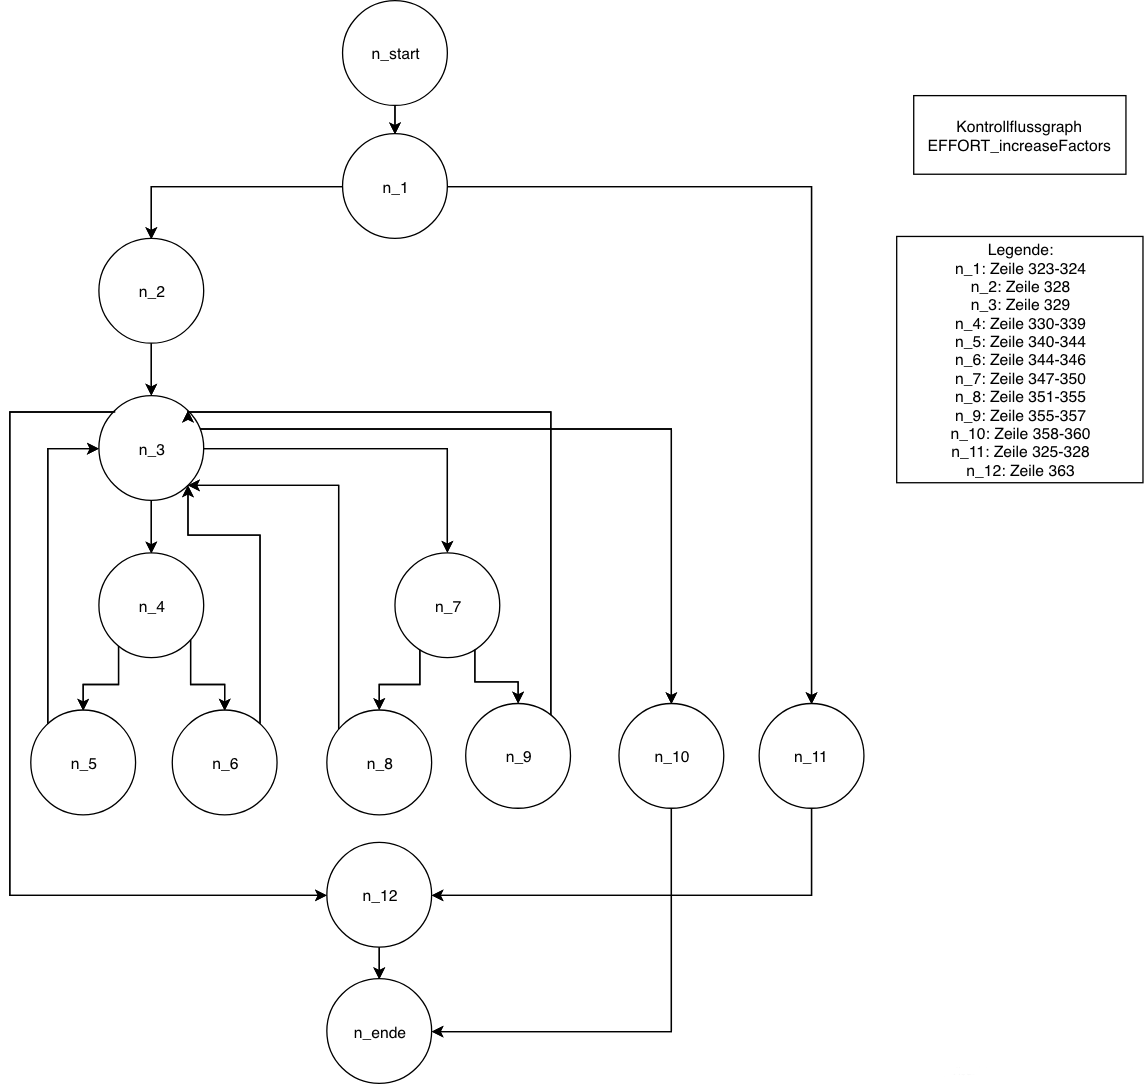 n_start
n_1
Kontrollflussgraph
EFFORT_increaseFactors
n_2
Legende:
n_1: Zeile 323-324
n_2: Zeile 328
n_3: Zeile 329
n_4: Zeile 330-339
n_5: Zeile 340-344
n_6: Zeile 344-346
n_7: Zeile 347-350
n_8: Zeile 351-355
n_9: Zeile 355-357
n_10: Zeile 358-360
n_11: Zeile 325-328
n_12: Zeile 363
n_3
n_4
n_7
n_5
n_6
n_8
n_9
n_10
n_11
n_12
n_ende